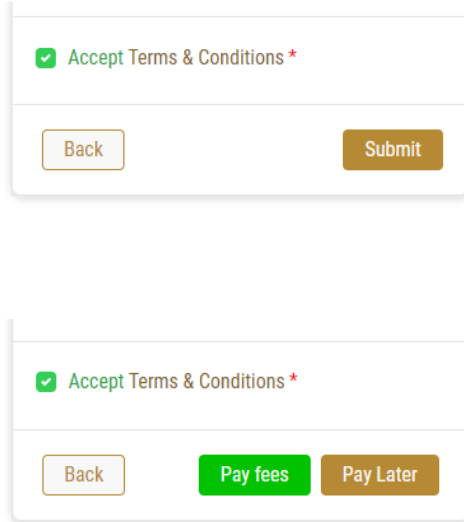 Accept Terms & Conditions *
Back Submit
Accept Terms & Conditions *
Back Pay fees Pay Later